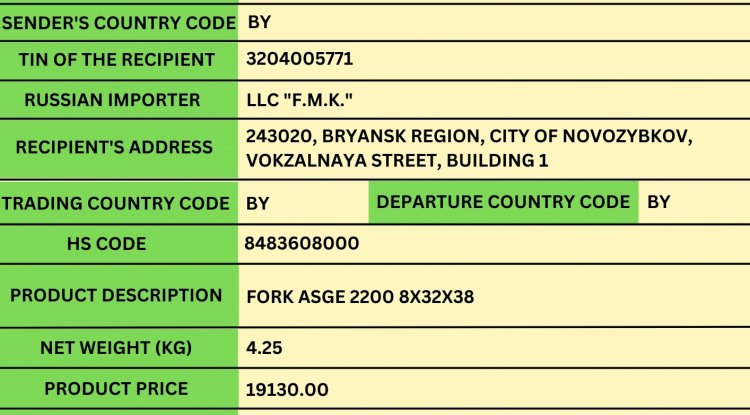 SENDER'S COUNTRY CODE BY
TIN OF THE RECIPIENT 3204005771
RUSSIAN IMPORTER LLC "F.M.K."
RECIPIENT'S ADDRESS 243020, BRYANSK REGION, CITY OF NOVOZYBKOV,
VOKZALNAYA STREET, BUILDING 1
TRADING COUNTRY CODE BY DEPARTURE COUNTRY CODE BY
HS CODE 8483608000
PRODUCT DESCRIPTION FORK ASGE 2200 8X32X38
NET WEIGHT (KG) 4.25
PRODUCT PRICE 19130.00